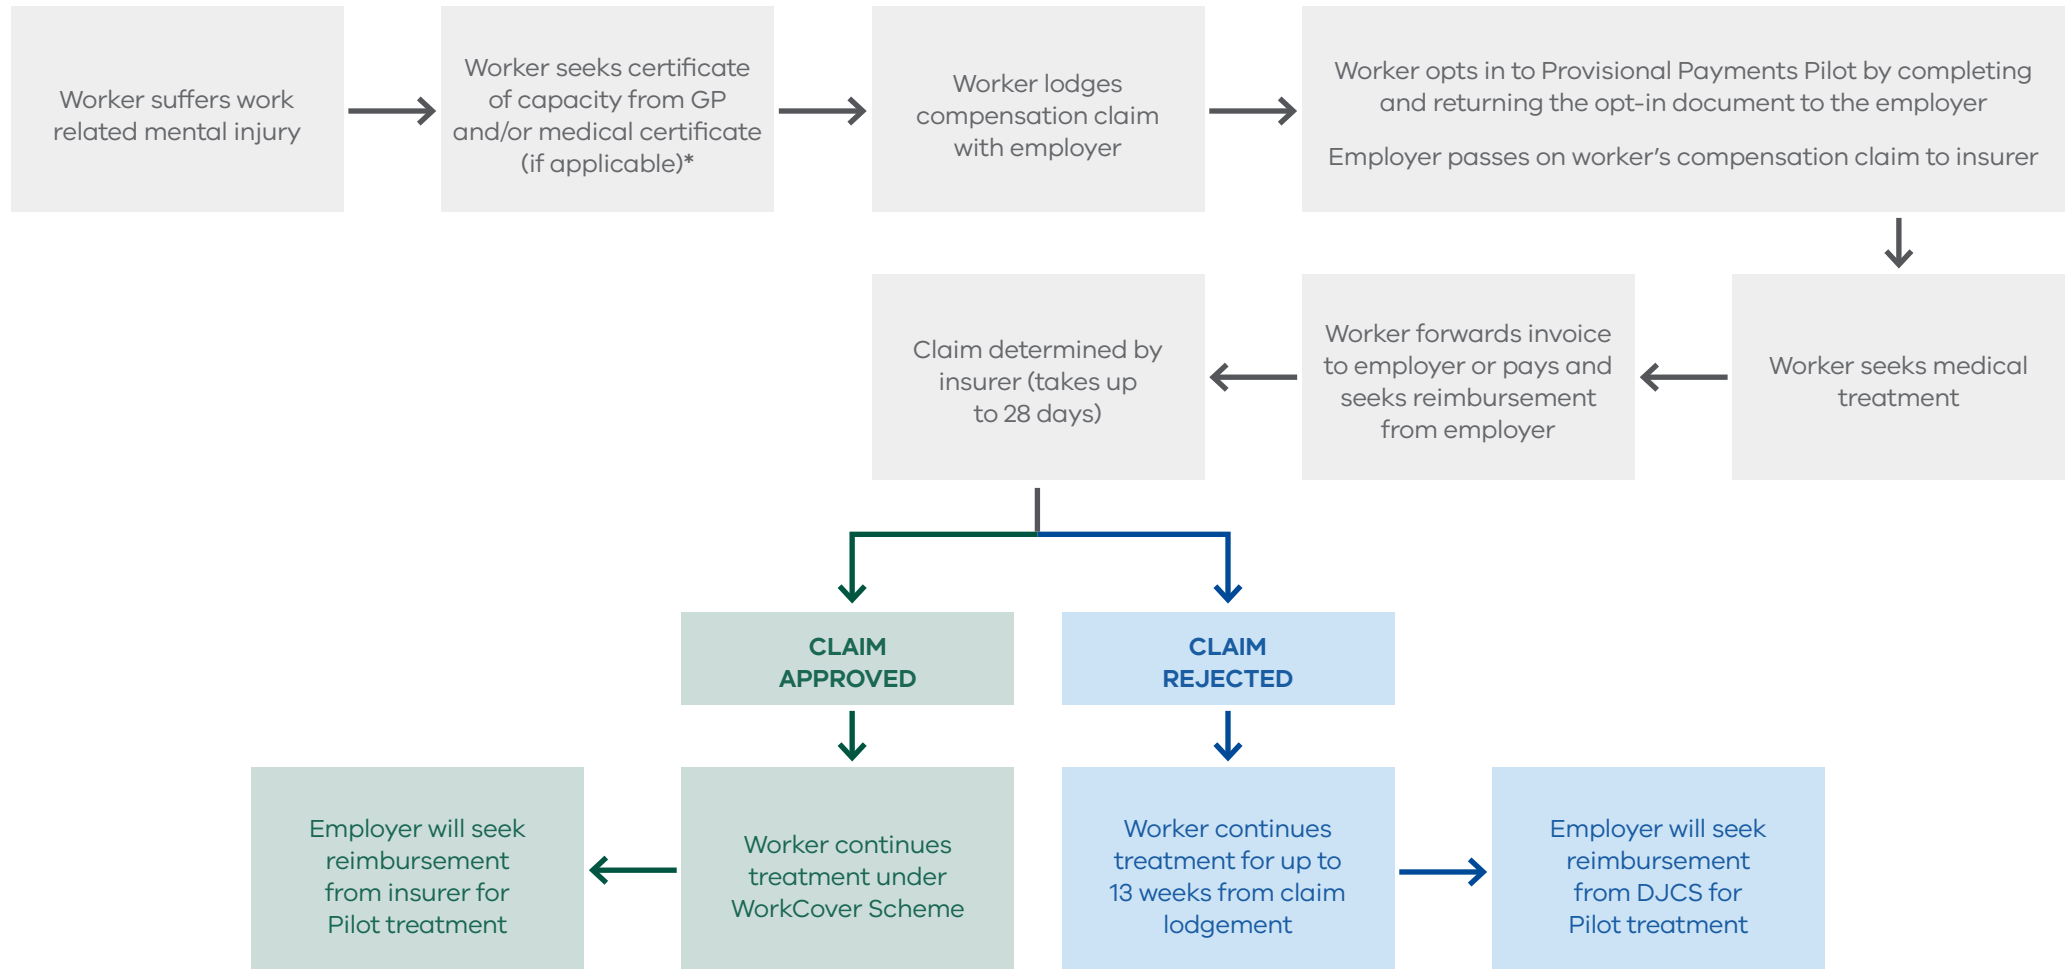 Worker suffers work
related mental injury
Worker seeks certificate
of capacity from GP
and/or medical certificate
(if applicable)*
Worker lodges
compensation claim
with employer
Worker opts in to Provisional Payments Pilot by completing
and returning the opt-in document to the employer
Employer passes on worker’s compensation claim to insurer
Worker seeks medical
treatment
Worker forwards invoice
to employer or pays and
seeks reimbursement
from employer
Claim determined by
insurer (takes up
to 28 days)
CLAIM
APPROVED
CLAIM
REJECTED
Employer will seek
reimbursement
from insurer for
Pilot treatment
Worker continues
treatment under
WorkCover Scheme
Worker continues
treatment for up to
13 weeks from claim
lodgement
Employer will seek
reimbursement
from DJCS for
Pilot treatment